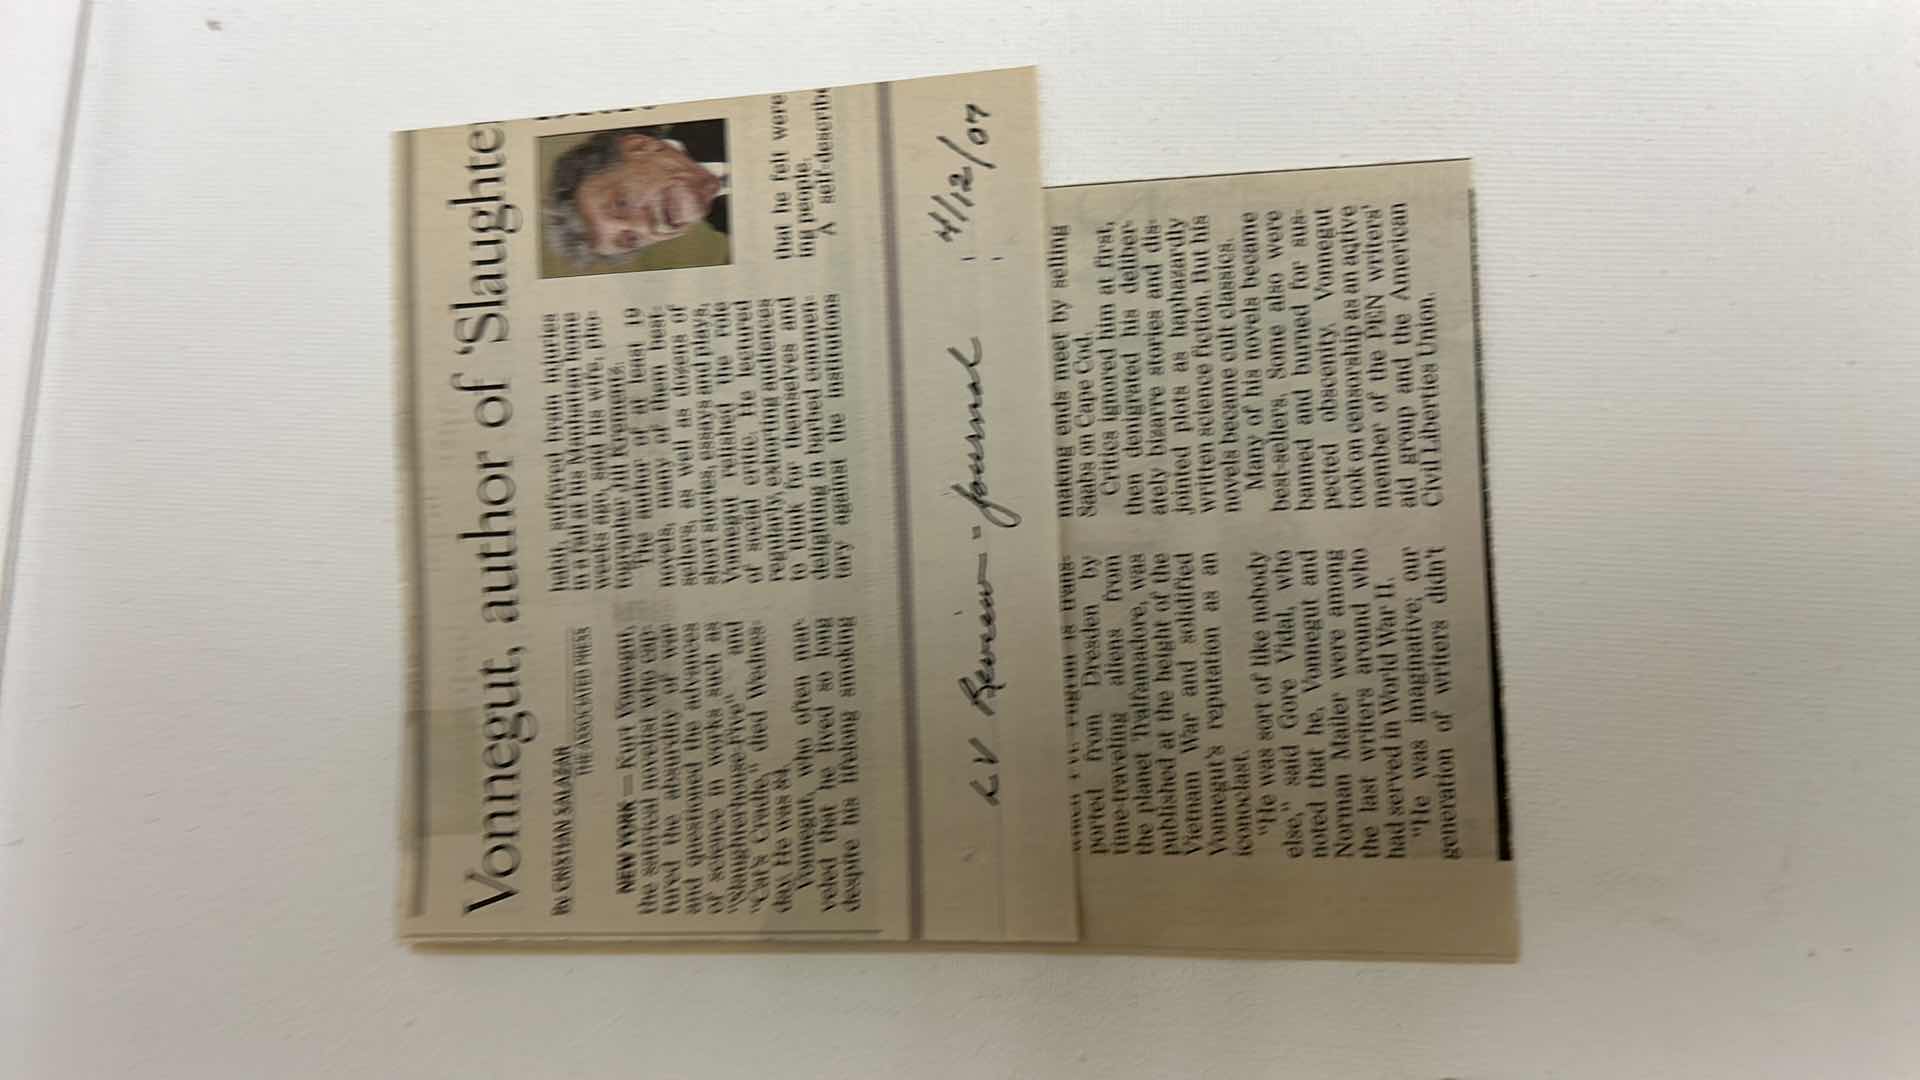 Vonnegut, author of ‘Slaughte
By CRISTIAN SALAZAR
THE ASSOCIATED PRESS
NEW YORK — Kurt Vonnegut,
the satirical novelist who cap-
tured the absurdity of war
and questioned the advances
of science in works such as
“Slaughterhouse-Five” and
“Cat’s Cradle,” died Wednes-
day. He was 84.
Vonnegut, who often mar-
veled that he lived so long
despite his lifelong smoking
habit, suffered brain injuries
in a fall at his Manhattan home
weeks ago, said his wife, pho-
tographer Jill Krementz.
The author of at least 19
novels, many of them best-
sellers, as well as dozens of
short stories, essays and plays,
Vonnegut relished the role
of social critic. He lectured
regularly, exhorting audiences
to think for themselves and
delighting in barbed commen-
tary against the institutions
that he felt were
ing people.
A self-describe
LV Review-Journal 4/12/07
ported from Dresden by
time-traveling aliens from
the planet Tralfamadore, was
published at the height of the
Vietnam War and solidified
Vonnegut’s reputation as an
iconoclast.
“He was sort of like nobody
else,” said Gore Vidal, who
noted that he, Vonnegut and
Norman Mailer were among
the last writers around who
had served in World War II.
“He was imaginative; our
generation of writers didn’t
making ends meet by selling
Saabs on Cape Cod.
Critics ignored him at first,
then denigrated his deliber-
ately bizarre stories and dis-
jointed plots as haphazardly
written science fiction. But his
novels became cult classics.
Many of his novels became
best-sellers. Some also were
banned and burned for sus-
pected obscenity. Vonnegut
took on censorship as an active
member of the PEN writers’
aid group and the American
Civil Liberties Union.